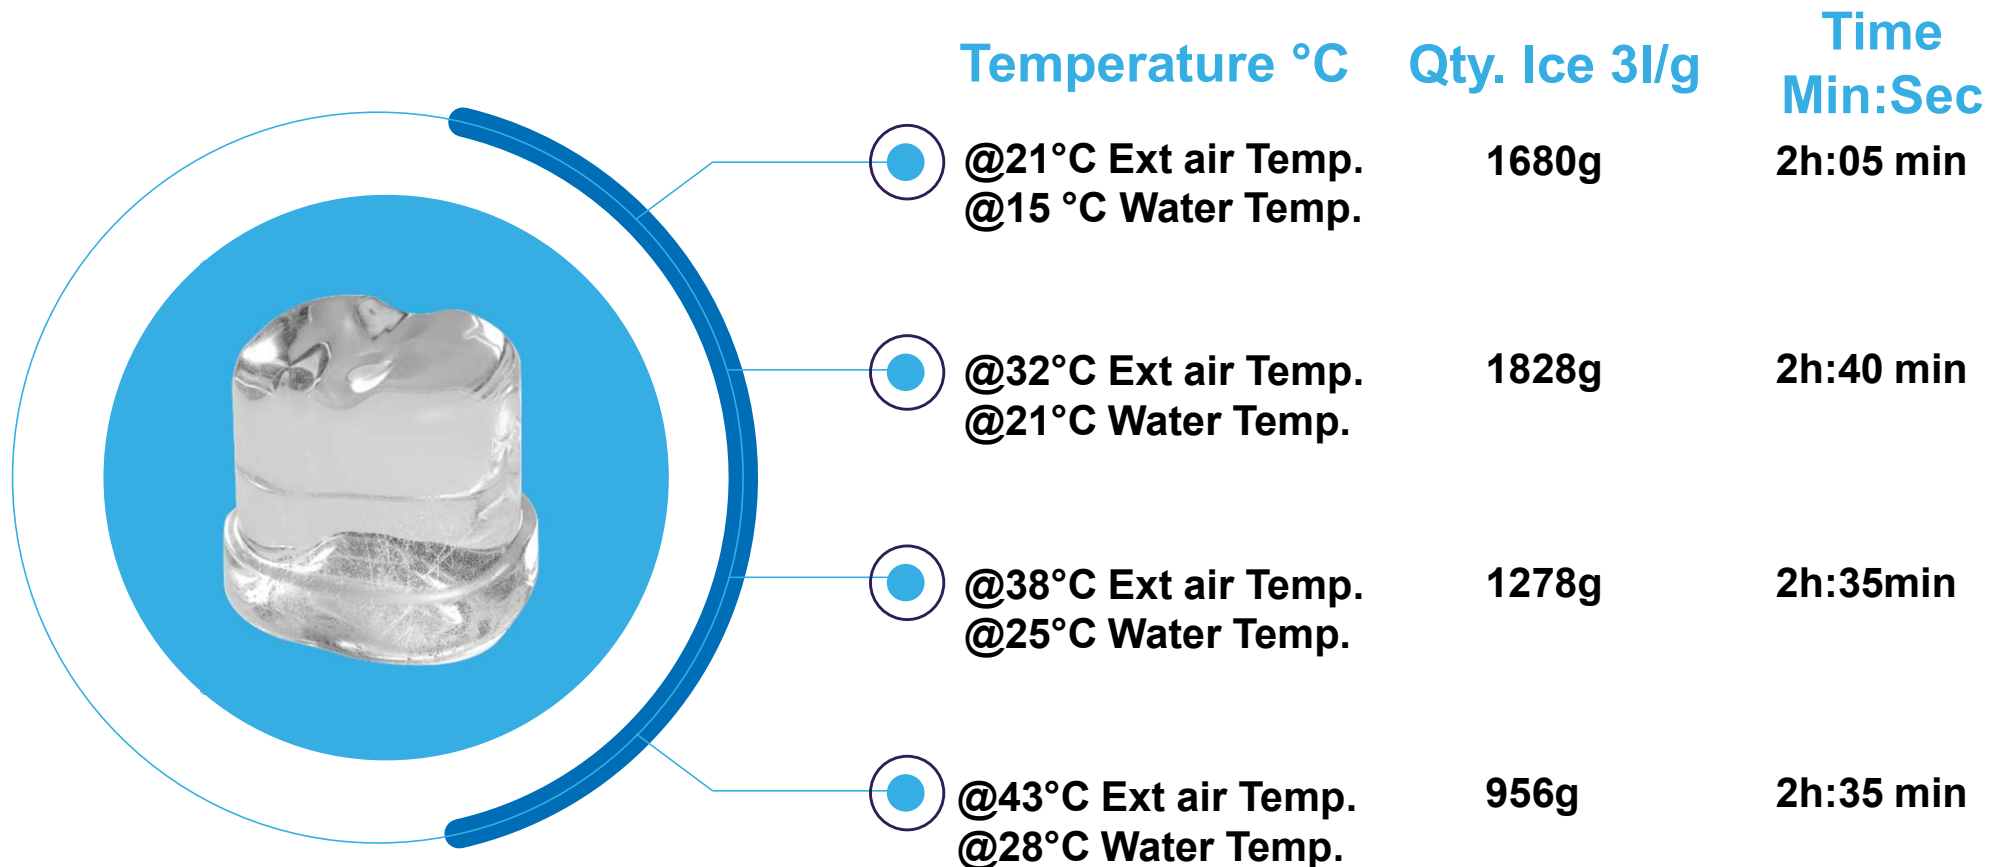 Temperature °C Qty. Ice 3l/g Time
Min:Sec
@21°C Ext air Temp. 1680g 2h:05 min
@15 °C Water Temp.
@32°C Ext air Temp. 1828g 2h:40 min
@21°C Water Temp.
@38°C Ext air Temp. 1278g 2h:35min
@25°C Water Temp.
@43°C Ext air Temp. 956g 2h:35 min
@28°C Water Temp.